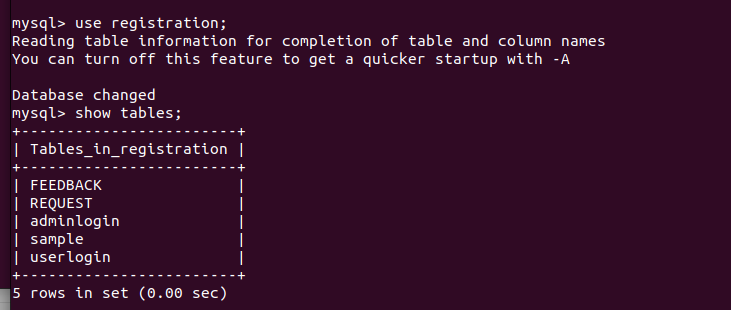 mysql> use registration;
Reading table information for completion of table and column names
You can turn off this feature to get a quicker startup with -A
Database changed
mysql> show tables;
+------------------------+
| Tables_in_registration |
+------------------------+
| FEEDBACK               |
| REQUEST                |
| adminlogin             |
| sample                 |
| userlogin              |
+------------------------+
5 rows in set (0.00 sec)